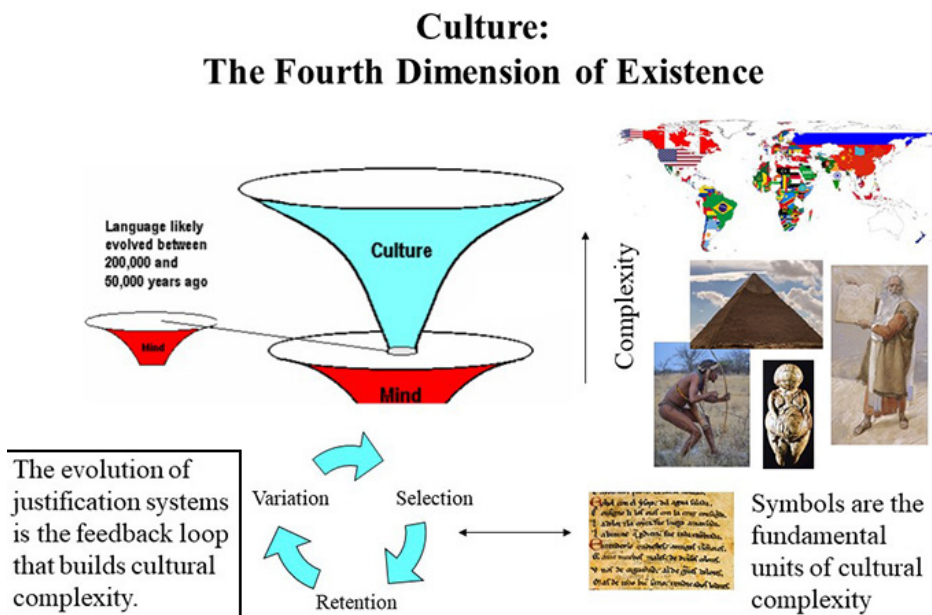 Culture:
The Fourth Dimension of Existence
Language likely
evolved between
200,000 and
50,000 years ago
Culture
Mind
Mind
Complexity
The evolution of
justification systems
is the feedback loop
that builds cultural
complexity.
Variation
Selection
Retention
Symbols are the
fundamental
units of cultural
complexity